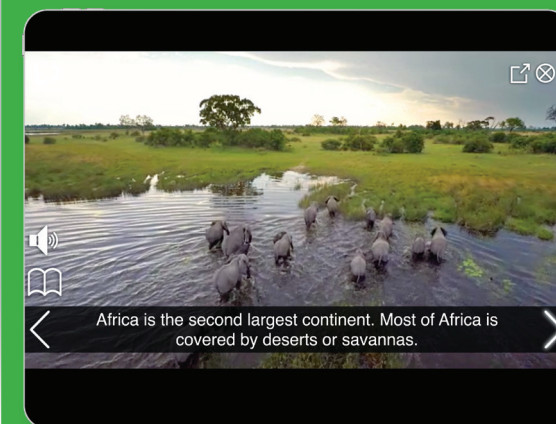 Africa is the second largest continent. Most of Africa is
covered by deserts or savannas.